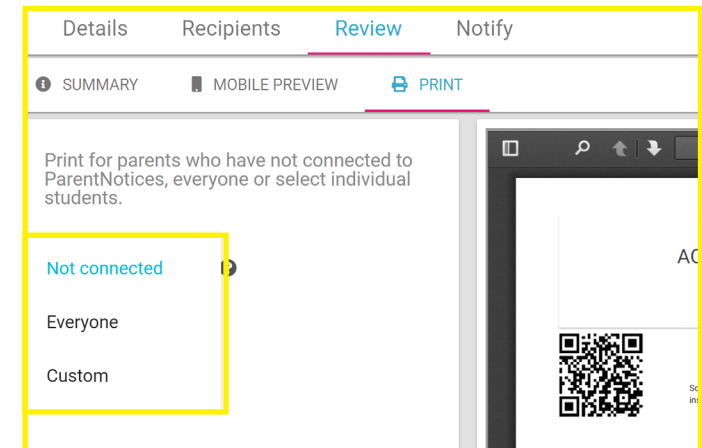 Details Recipients Review Notify
SUMMARY MOBILE PREVIEW PRINT
Print for parents who have not connected to
ParentNotices, everyone or select individual
students.
Not connected
Everyone
Custom